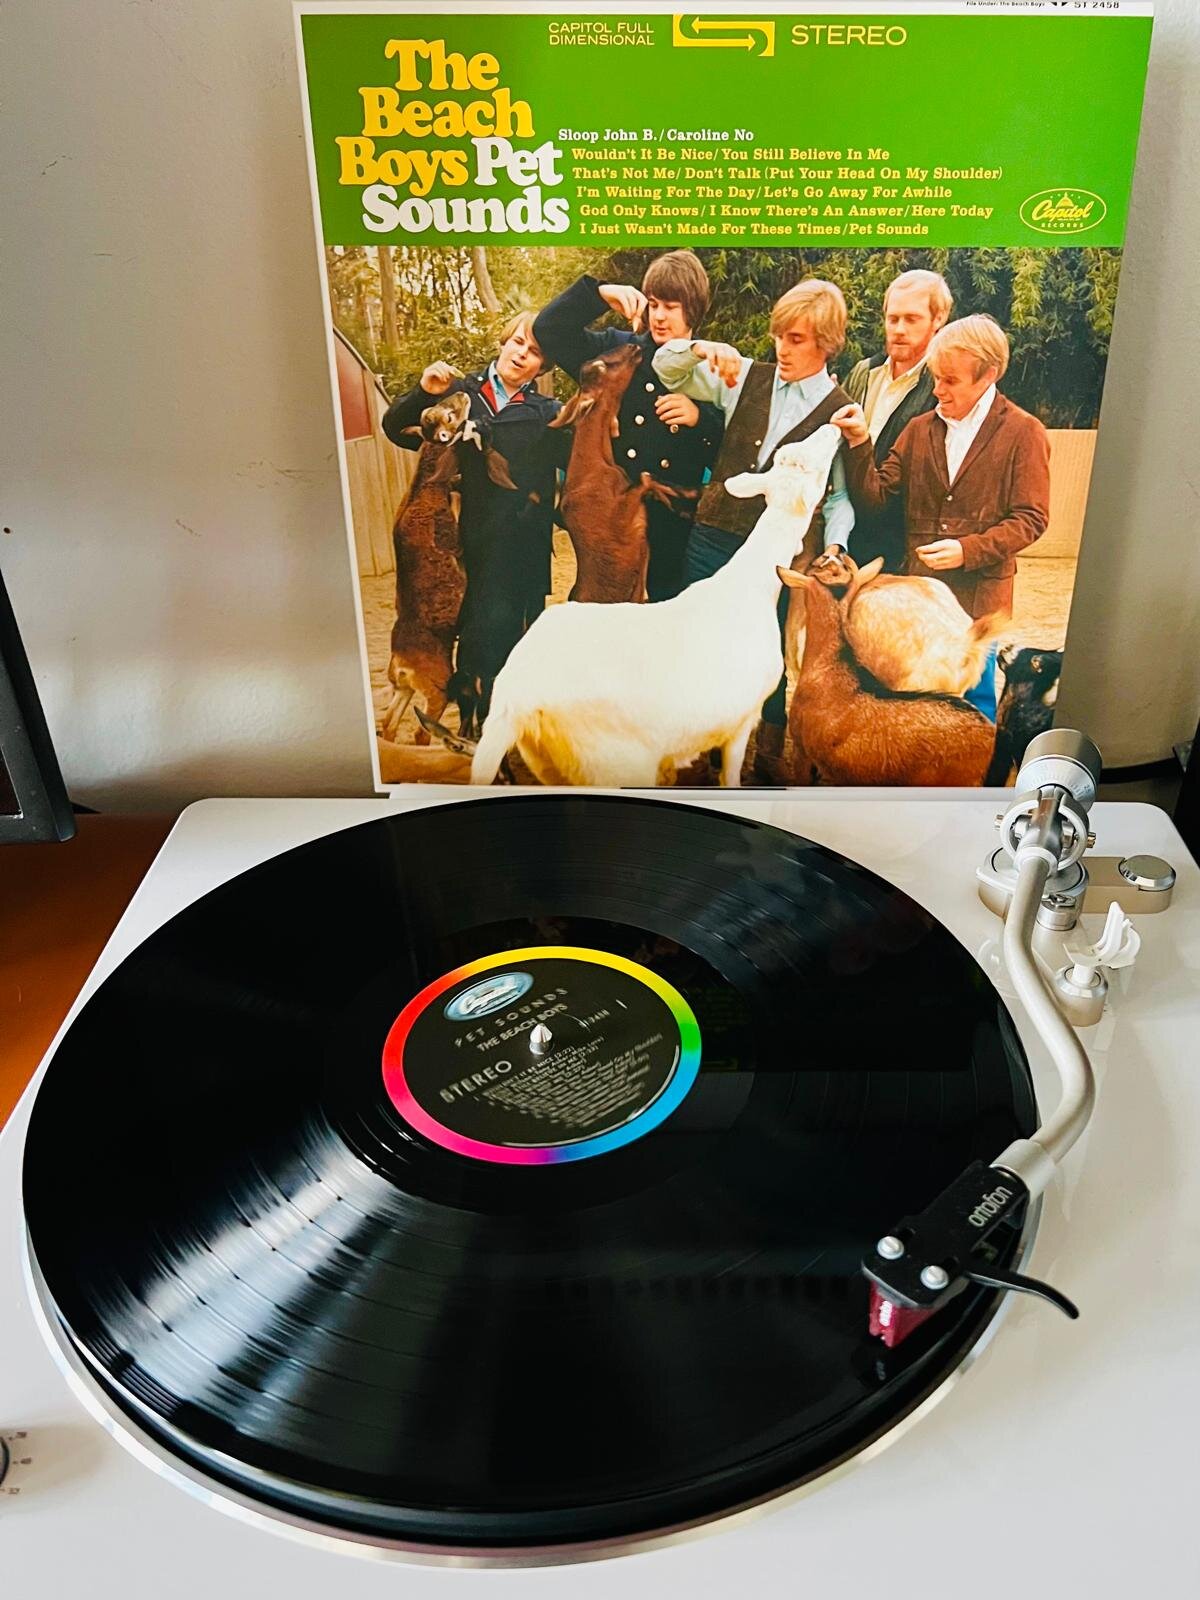 File Under: The Beach Boys ST 2458
CAPITOL FULL
DIMENSIONAL
STEREO
The
Beach
Boys Pet
Sounds
Sloop John B./Caroline No
Wouldn't It Be Nice/You Still Believe In Me
That's Not Me/Don't Talk (Put Your Head On My Shoulder)
I'm Waiting For The Day/Let's Go Away For Awhile
God Only Knows/I Know There's An Answer/Here Today
I Just Wasn't Made For These Times/Pet Sounds
Capitol
RECORDS
Capitol
PET SOUNDS
THE BEACH BOYS
STEREO
ortofon